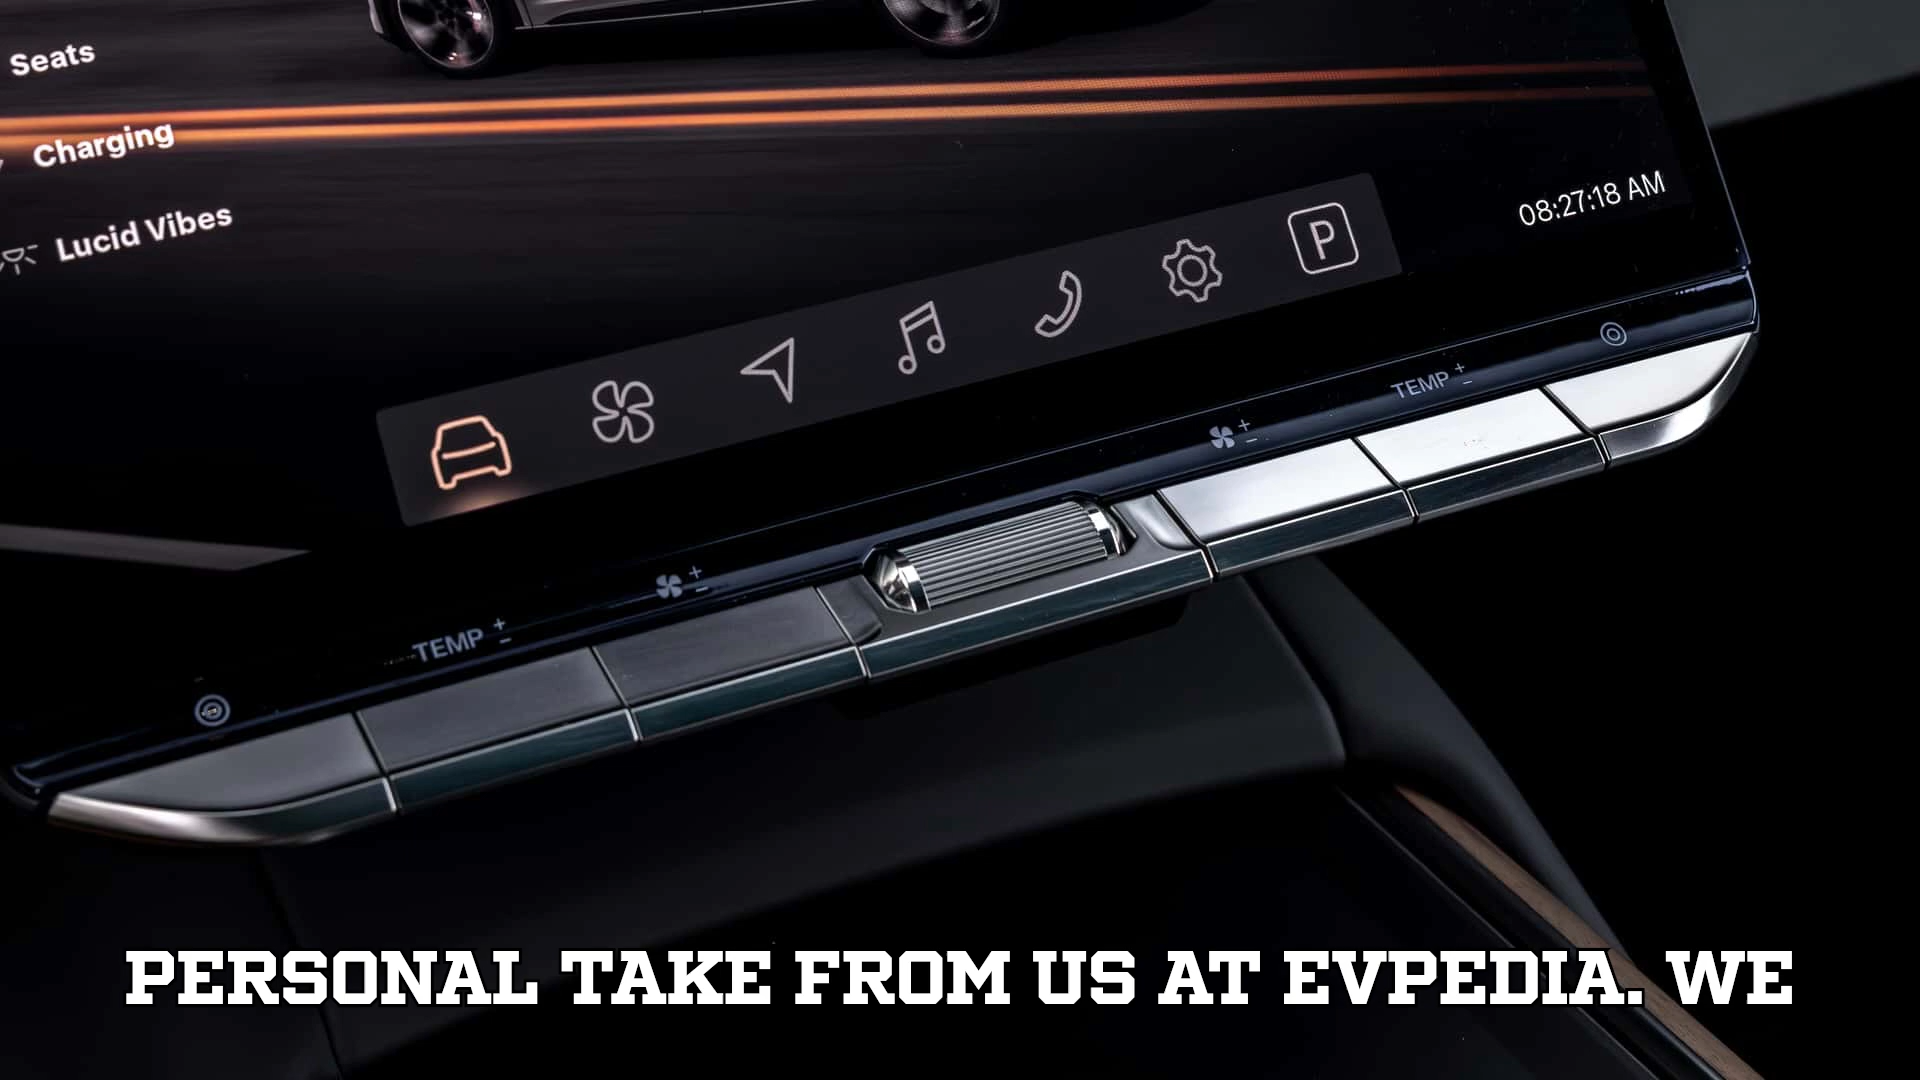 Seats
Charging
Lucid Vibes
08:27:18 AM
P
TEMP + -
+ -
+ -
TEMP + -
PERSONAL TAKE FROM US AT EVPEDIA. WE